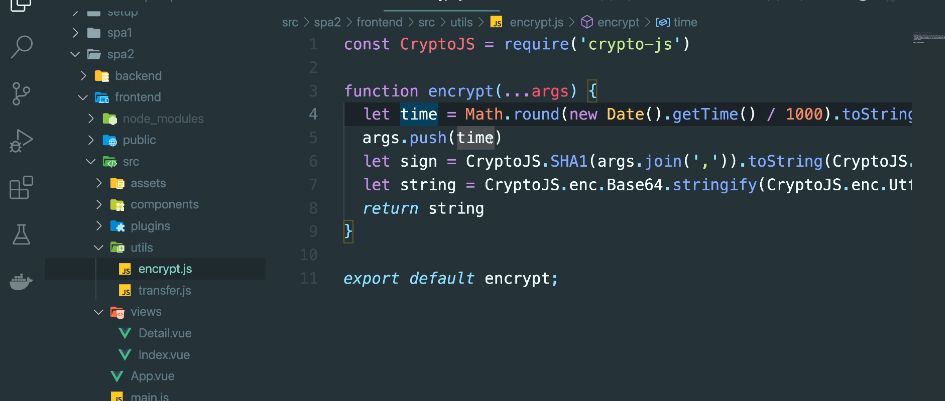 setup
spa1
spa2
backend
frontend
node_modules
public
src
assets
components
plugins
utils
encrypt.js
transfer.js
views
Detail.vue
Index.vue
App.vue
main.js
src > spa2 > frontend > src > utils > JS encrypt.js > encrypt > time
1 const CryptoJS = require('crypto-js')
2
3 function encrypt(...args) {
4 let time = Math.round(new Date().getTime() / 1000).toString
5 args.push(time)
6 let sign = CryptoJS.SHA1(args.join(',')).toString(CryptoJS.
7 let string = CryptoJS.enc.Base64.stringify(CryptoJS.enc.Utf
8 return string
9 }
10
11 export default encrypt;